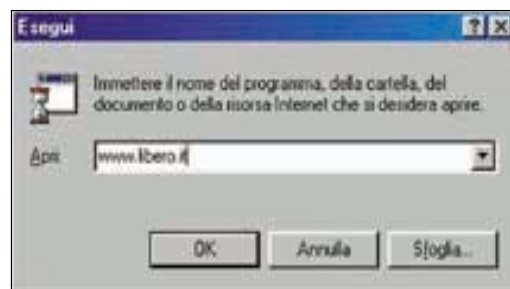 Esegui
Immettere il nome del programma, della cartella, del
documento o della risorsa Internet che si desidera aprire.
Apri:
www.libero.it
OK
Annulla
Sfoglia...